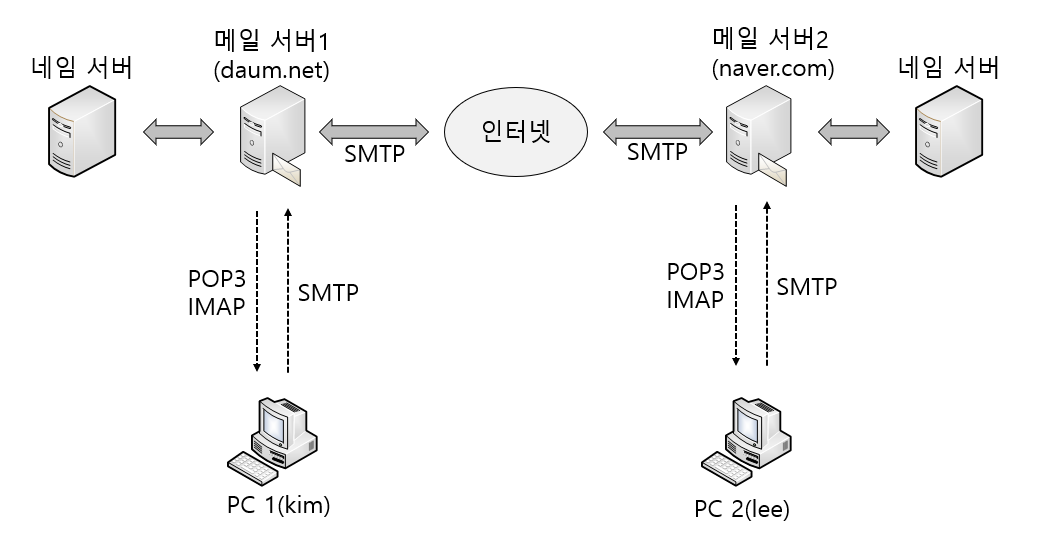 네임 서버
메일 서버1
(daum.net)
메일 서버2
(naver.com)
네임 서버
SMTP
인터넷
SMTP
POP3
IMAP
SMTP
POP3
IMAP
SMTP
PC 1(kim)
PC 2(lee)